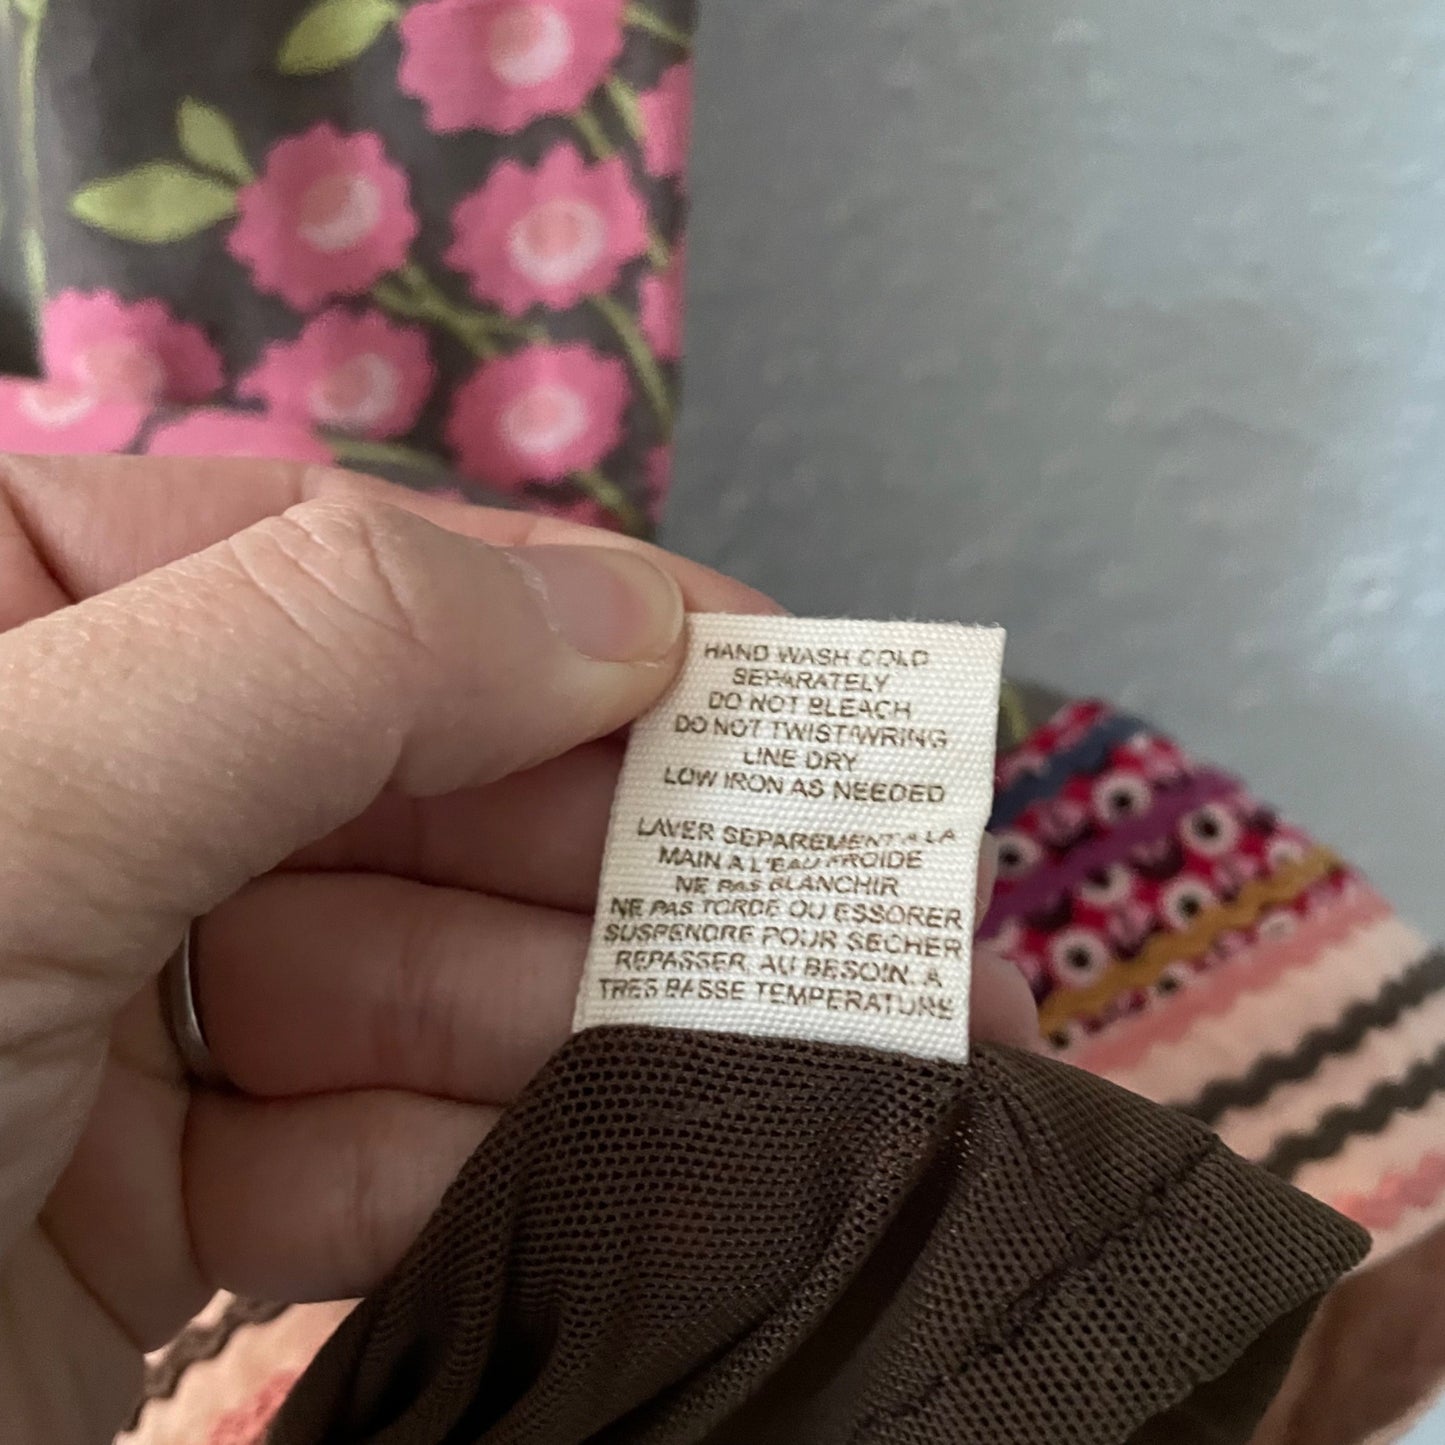 HAND WASH COLD
SEPARATELY
DO NOT BLEACH
DO NOT TWIST/WRING
LINE DRY
LOW IRON AS NEEDED
LAVER SEPAREMENT A LA
MAIN A L'EAU FROIDE
NE PAS BLANCHIR
NE PAS TORDE OU ESSORER
SUSPENDRE POUR SECHER
REPASSER, AU BESOIN, A
TRES BASSE TEMPERATURE